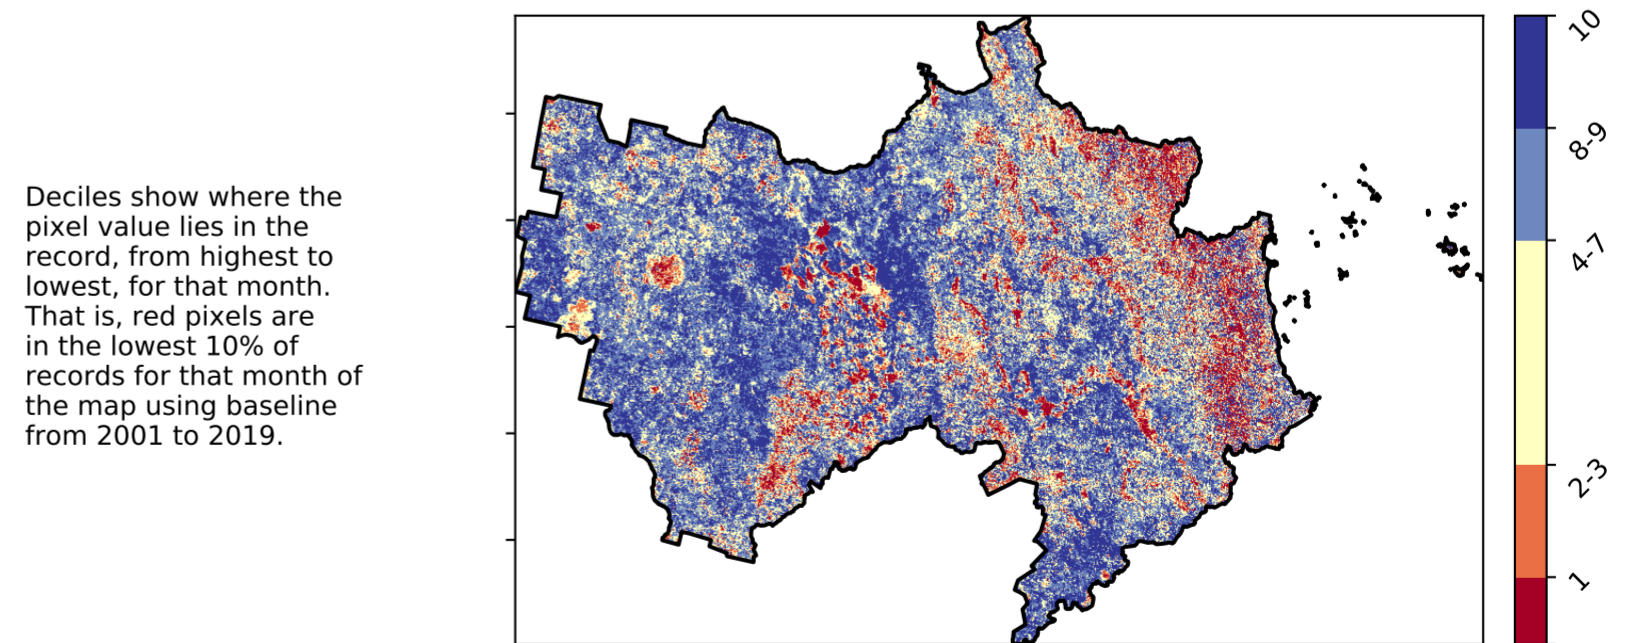 Deciles show where the
pixel value lies in the
record, from highest to
lowest, for that month.
That is, red pixels are
in the lowest 10% of
records for that month of
the map using baseline
from 2001 to 2019.
10
8-9
4-7
2-3
1